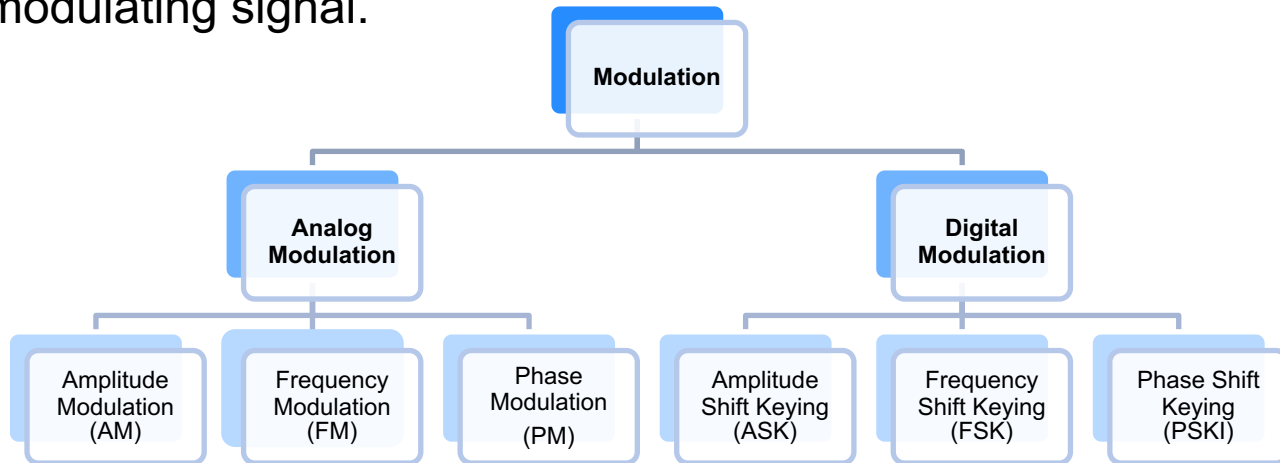 modulating signal.
Modulation
Analog
Modulation
Digital
Modulation
Amplitude
Modulation
(AM)
Frequency
Modulation
(FM)
Phase
Modulation
(PM)
Amplitude
Shift Keying
(ASK)
Frequency
Shift Keying
(FSK)
Phase Shift
Keying
(PSKI)